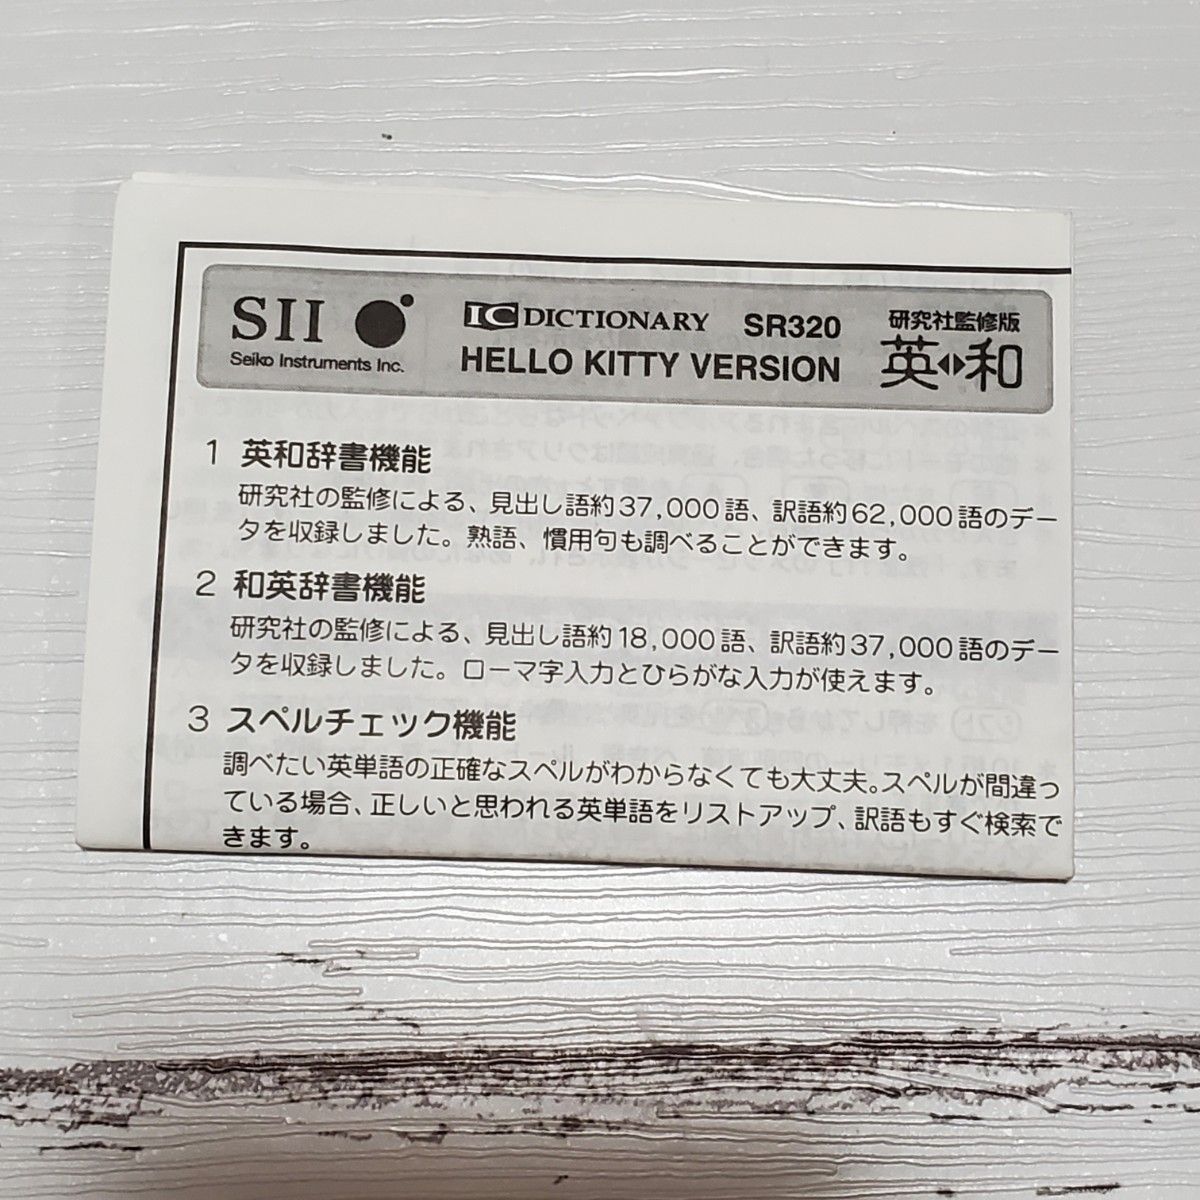 SII
Seiko Instruments Inc.
IC DICTIONARY SR320
HELLO KITTY VERSION
研究社監修版
英↔和
1 英和辞書機能
研究社の監修による、見出し語約37,000語、訳語約62,000語のデー
タを収録しました。熟語、慣用句も調べることができます。
2 和英辞書機能
研究社の監修による、見出し語約18,000語、訳語約37,000語のデー
タを収録しました。ローマ字入力とひらがな入力が使えます。
3 スペルチェック機能
調べたい英単語の正確なスペルがわからなくても大丈夫。スペルが間違っ
ている場合、正しいと思われる英単語をリストアップ、訳語もすぐ検索で
きます。